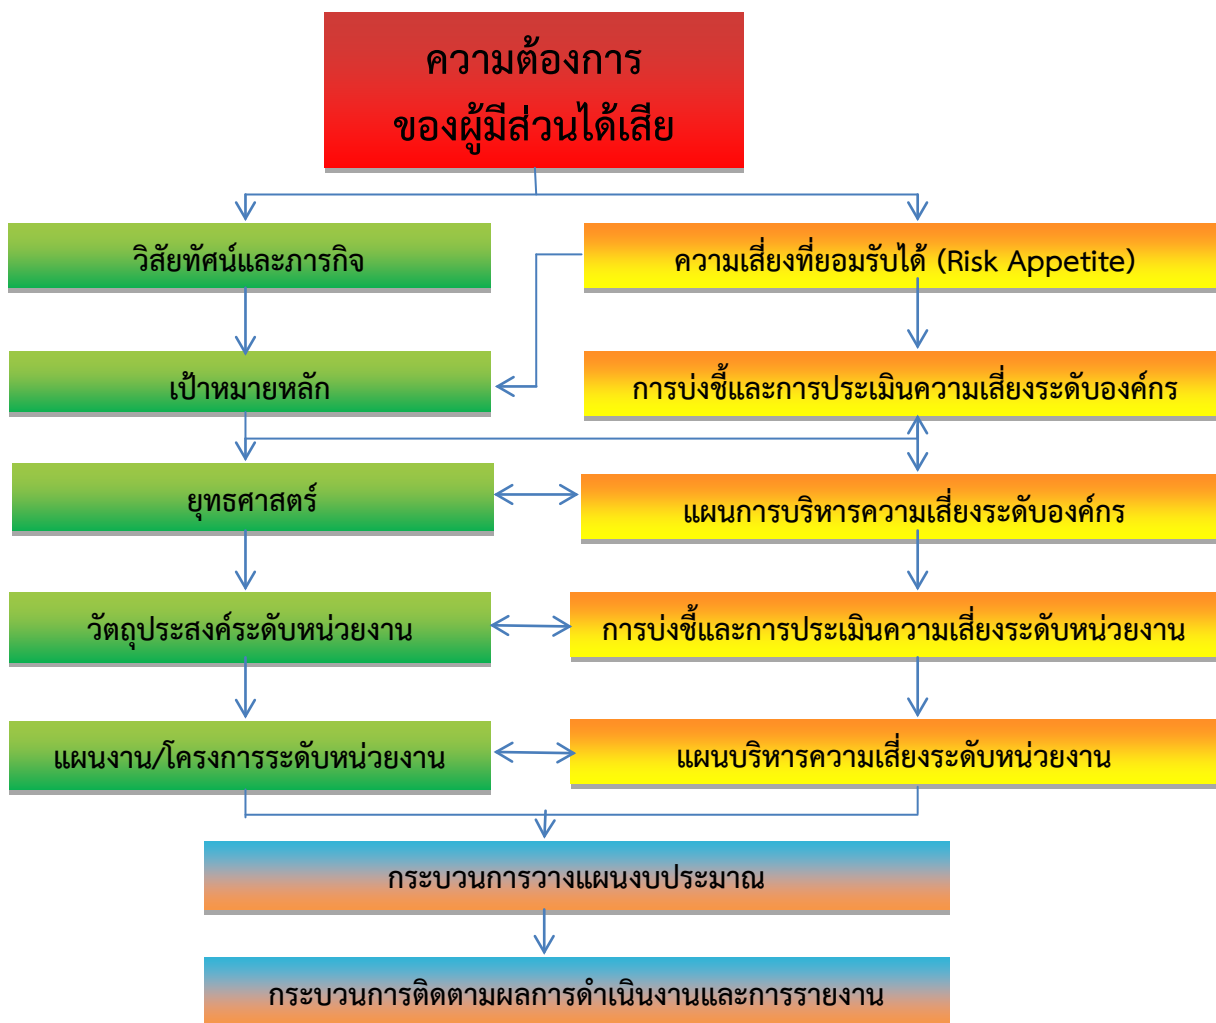 ความต้องการ
ของผู้มีส่วนได้เสีย
วิสัยทัศน์และภารกิจ
ความเสี่ยงที่ยอมรับได้ (Risk Appetite)
เป้าหมายหลัก
การบ่งชี้และการประเมินความเสี่ยงระดับองค์กร
ยุทธศาสตร์
แผนการบริหารความเสี่ยงระดับองค์กร
วัตถุประสงค์ระดับหน่วยงาน
การบ่งชี้และการประเมินความเสี่ยงระดับหน่วยงาน
แผนงาน/โครงการระดับหน่วยงาน
แผนบริหารความเสี่ยงระดับหน่วยงาน
กระบวนการวางแผนงบประมาณ
กระบวนการติดตามผลการดำเนินงานและการรายงาน